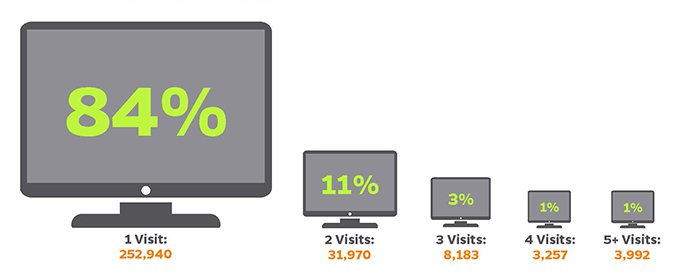 84%
11%
3%
1%
1%
1 Visit:
252,940
2 Visits:
31,970
3 Visits:
8,183
4 Visits:
3,257
5+ Visits:
3,992